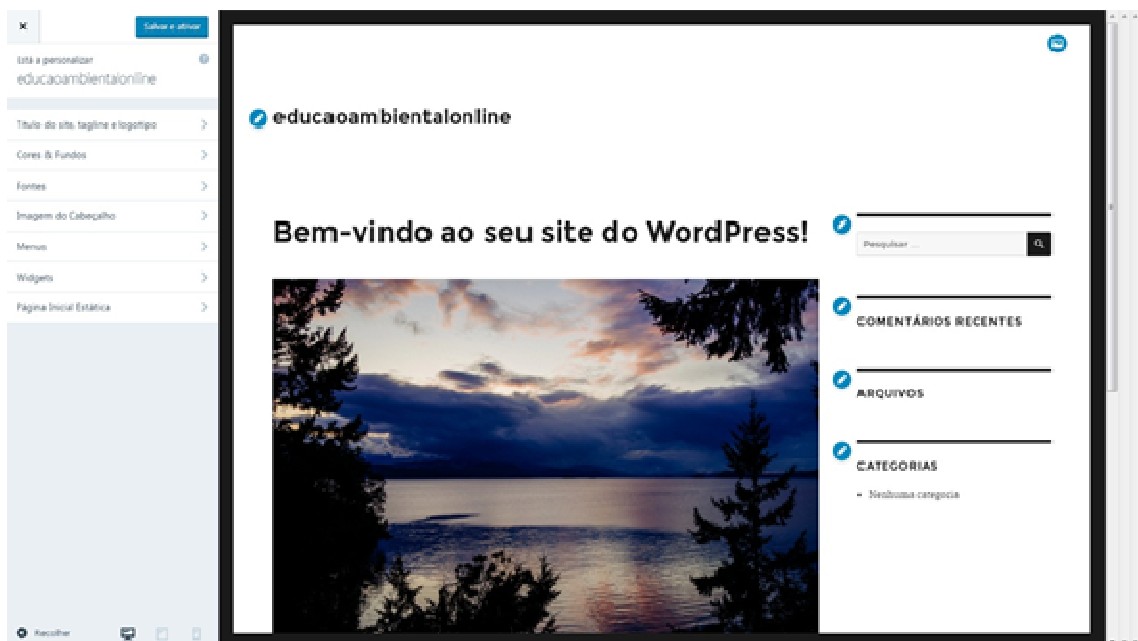 Salvar e ativar
Está a personalizar
educaoambientalonline
Título do site, tagline e logotipo
Cores & Fundos
Fontes
Imagem do Cabeçalho
Menus
Widgets
Página Inicial Estática
Recolher
educaoambientalonline
Bem-vindo ao seu site do WordPress!
Pesquisar ...
COMENTÁRIOS RECENTES
ARQUIVOS
CATEGORIAS
Nenhuma categoria